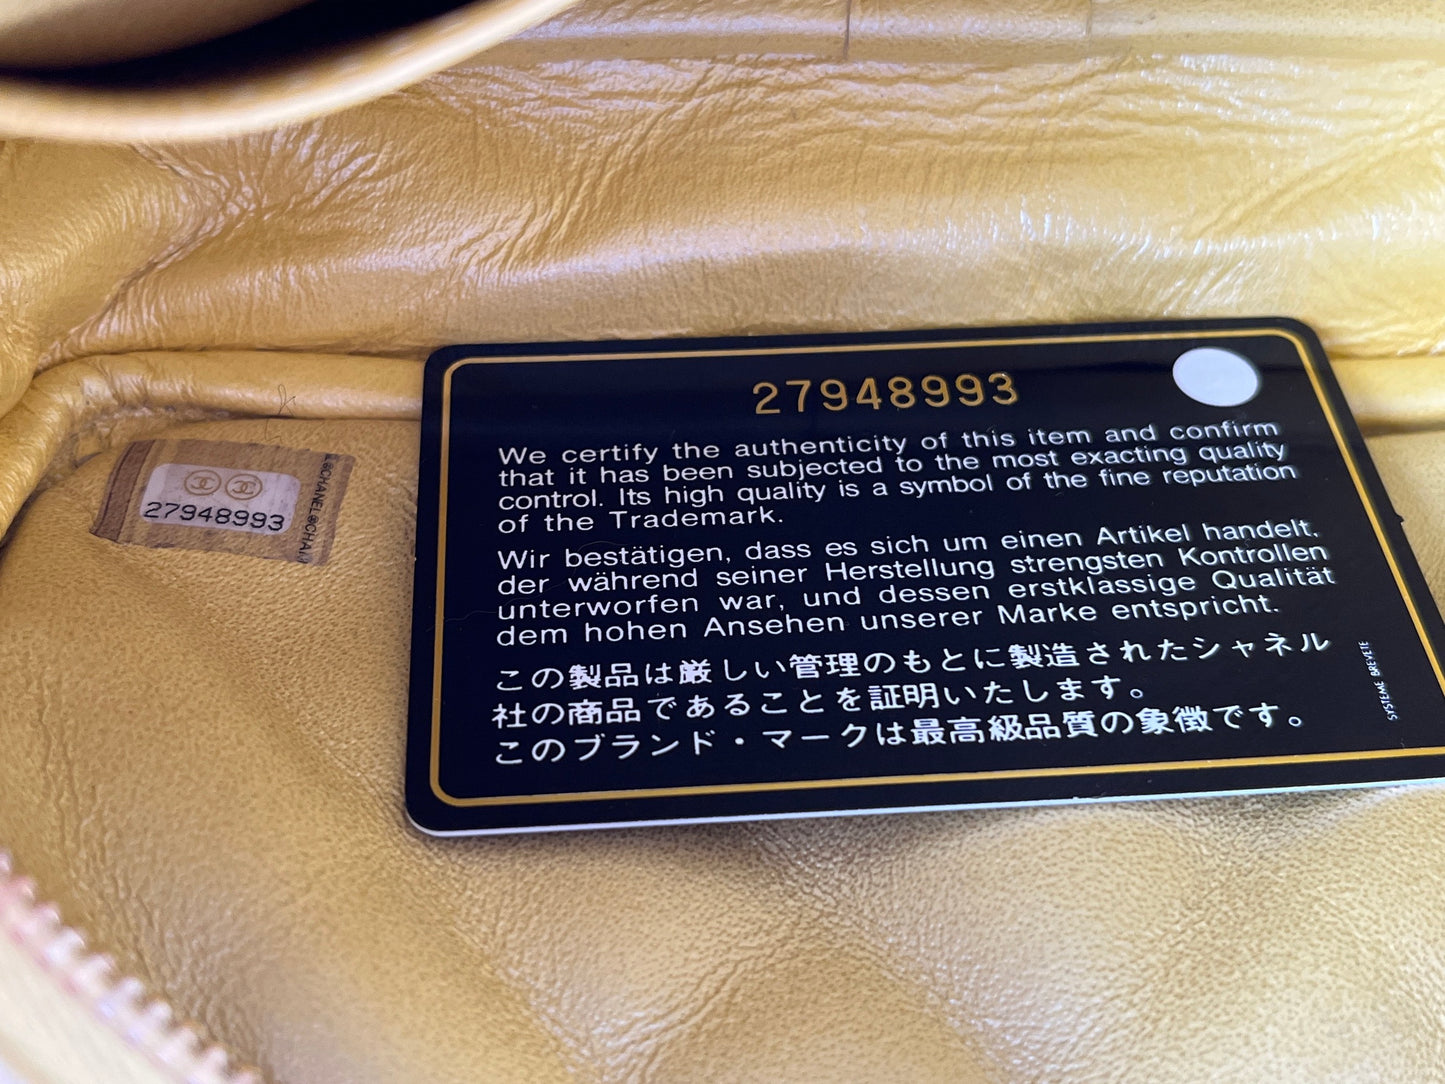 27948993
We certify the authenticity of this item and confirm
that it has been subjected to the most exacting quality
control. Its high quality is a symbol of the fine reputation
of the Trademark.
Wir bestätigen, dass es sich um einen Artikel handelt,
der während seiner Herstellung strengsten Kontrollen
unterworfen war, und dessen erstklassige Qualität
dem hohen Ansehen unserer Marke entspricht.
この製品は厳しい管理のもとに製造されたシャネル
社の商品であることを証明いたします。
このブランド・マークは最高級品質の象徴です。
SYSTEME BREVETE
27948993
®CHANEL®CHA